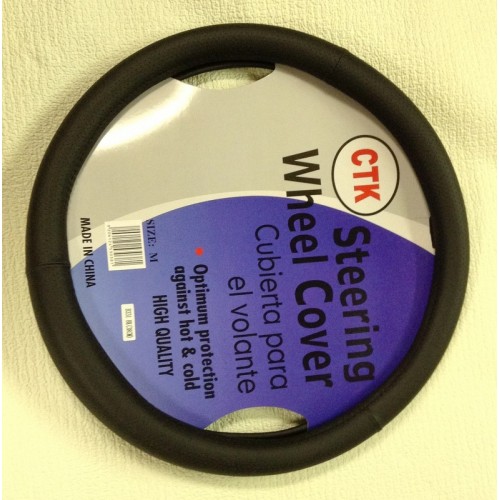 CTK
Steering
Wheel Cover
Cubierta para
el volante
Optimum protection
against hot & cold
HIGH QUALITY
SIZE: M
MADE IN CHINA